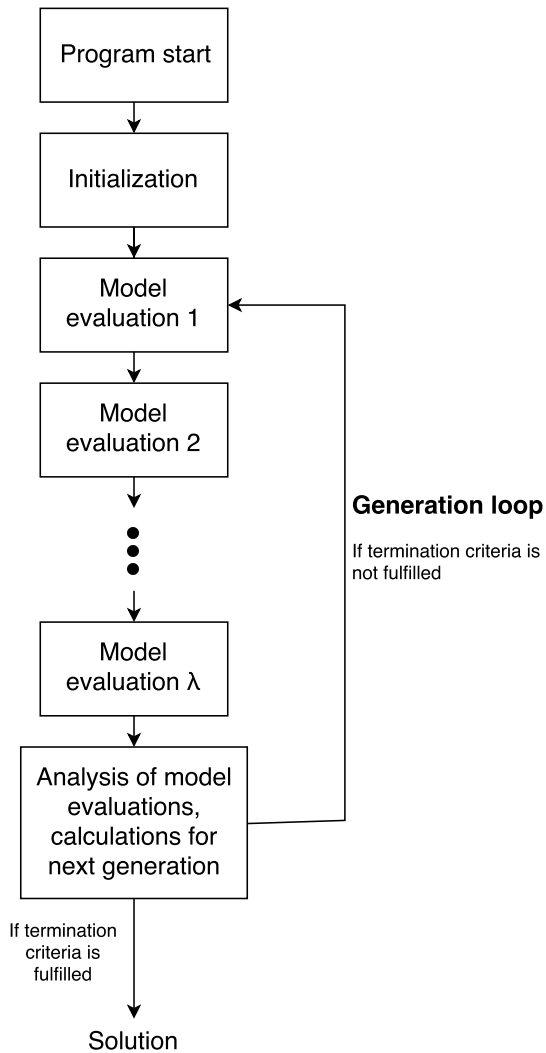 Program start
Initialization
Model
evaluation 1
Model
evaluation 2
Generation loop
If termination criteria is
not fulfilled
Model
evaluation λ
Analysis of model
evaluations,
calculations for
next generation
If termination
criteria is
fulfilled
Solution